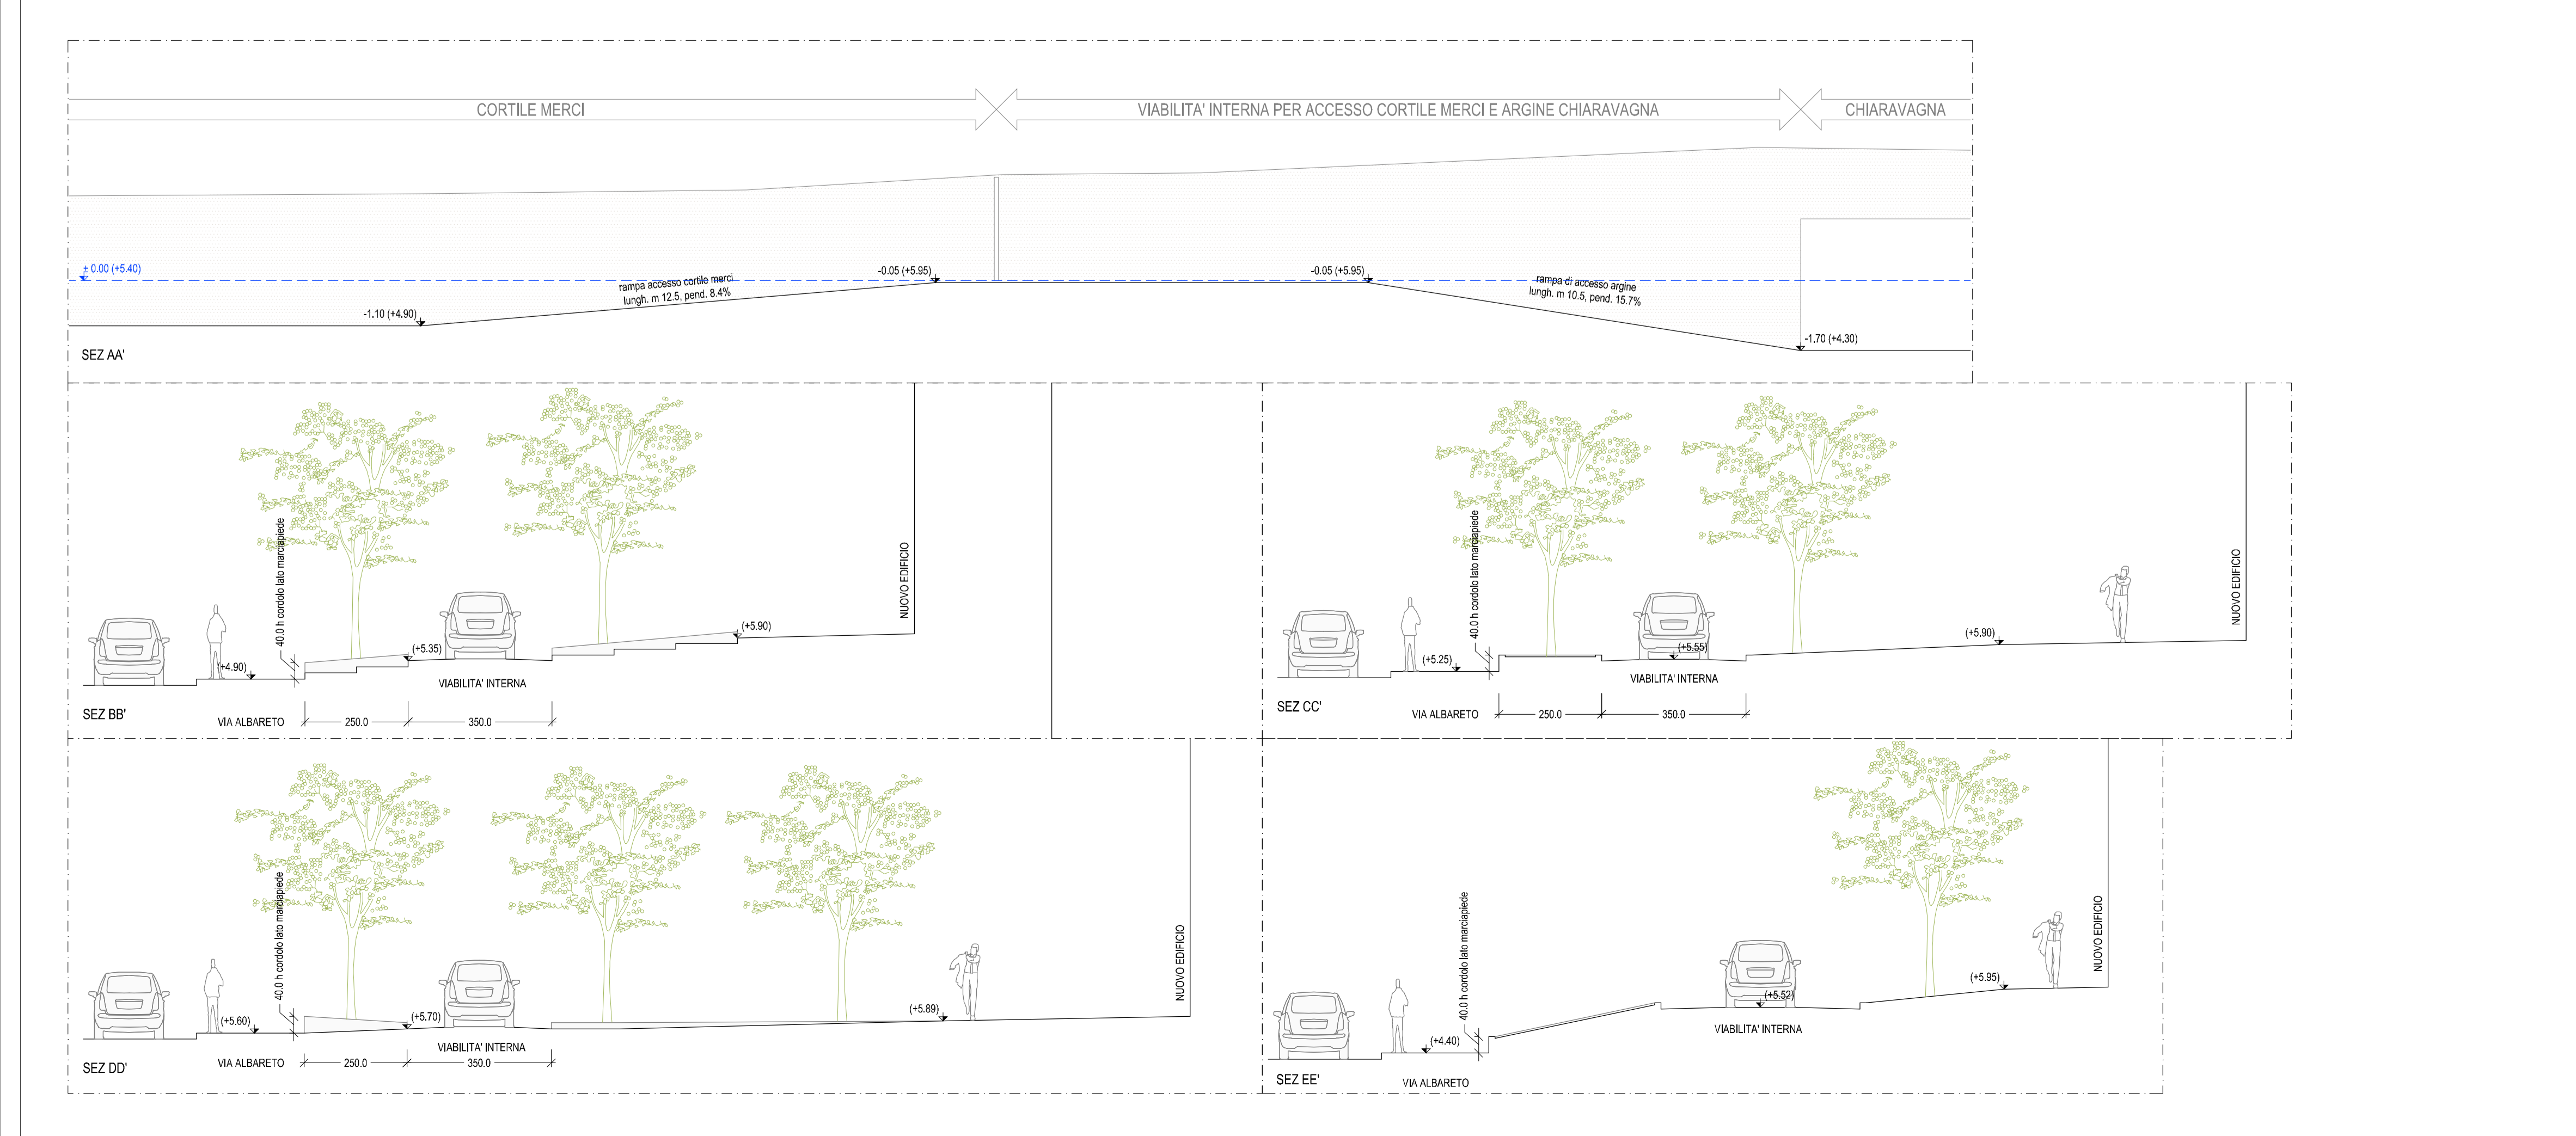 CORTILE MERCI
VIABILITA' INTERNA PER ACCESSO CORTILE MERCI E ARGINE CHIARAVAGNA
CHIARAVAGNA
± 0.00 (+5.40)
-1.10 (+4.90)
rampa accesso cortile merci
lungh. m 12.5, pend. 8.4%
-0.05 (+5.95)
-0.05 (+5.95)
rampa di accesso argine
lungh. m 10.5, pend. 15.7%
-1.70 (+4.30)
SEZ AA'
40.0 h cordolo lato marciapiede
(+4.90)
(+5.35)
(+5.90)
NUOVO EDIFICIO
VIABILITA' INTERNA
SEZ BB'
VIA ALBARETO
250.0
350.0
40.0 h cordolo lato marciapiede
(+5.25)
(+5.55)
(+5.90)
NUOVO EDIFICIO
VIABILITA' INTERNA
SEZ CC'
VIA ALBARETO
250.0
350.0
40.0 h cordolo lato marciapiede
(+5.60)
(+5.70)
(+5.89)
NUOVO EDIFICIO
VIABILITA' INTERNA
SEZ DD'
VIA ALBARETO
250.0
350.0
40.0 h cordolo lato marciapiede
(+4.40)
(+5.52)
(+5.95)
NUOVO EDIFICIO
VIABILITA' INTERNA
SEZ EE'
VIA ALBARETO